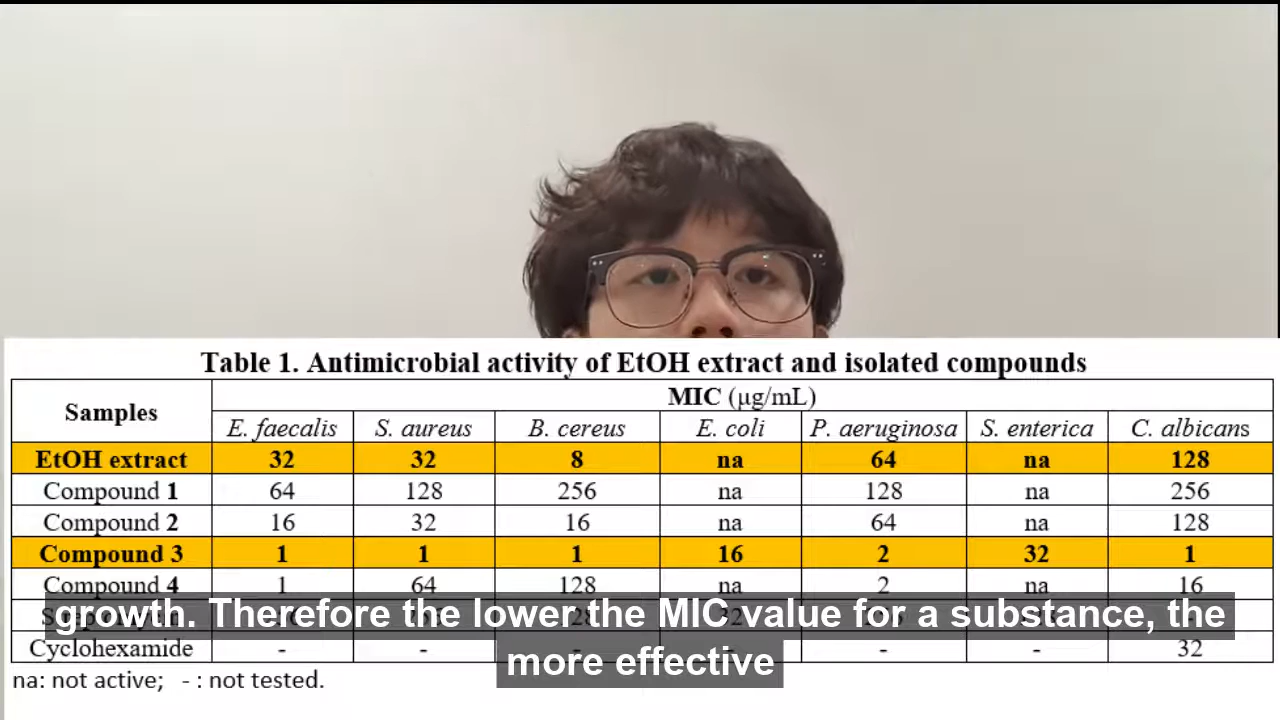 Table 1. Antimicrobial activity of EtOH extract and isolated compounds
Samples MIC (μg/mL)
E. faecalis S. aureus B. cereus E. coli P. aeruginosa S. enterica C. albicans
EtOH extract 32 32 8 na 64 na 128
Compound 1 64 128 256 na 128 na 256
Compound 2 16 32 16 na 64 na 128
Compound 3 1 1 1 16 2 32 1
Compound 4 1 64 128 na 2 na 16
growth. Therefore the lower the MIC value for a substance, the
more effective
Cyclohexamide - - - - - - 32
na: not active; - : not tested.